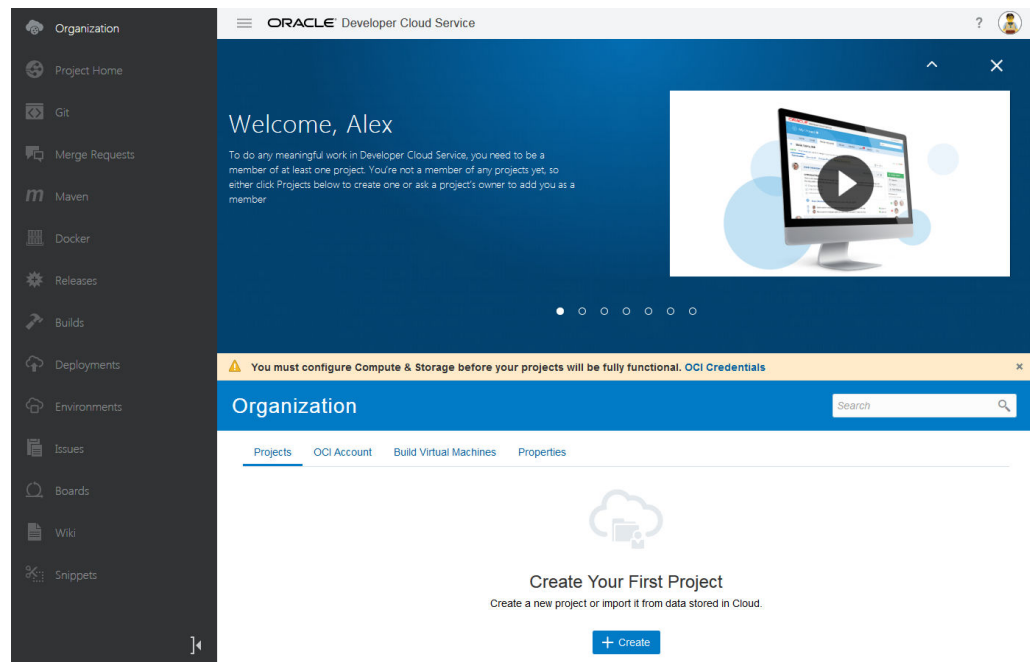 Organization
Project Home
Git
Merge Requests
Maven
Docker
Releases
Builds
Deployments
Environments
Issues
Boards
Wiki
Snippets
ORACLE Developer Cloud Service
?
Welcome, Alex
To do any meaningful work in Developer Cloud Service, you need to be a
member of at least one project. You're not a member of any projects yet, so
either click Projects below to create one or ask a project's owner to add you as a
member
You must configure Compute & Storage before your projects will be fully functional. OCI Credentials
Organization
Search
Projects OCI Account Build Virtual Machines Properties
Create Your First Project
Create a new project or import it from data stored in Cloud.
+ Create